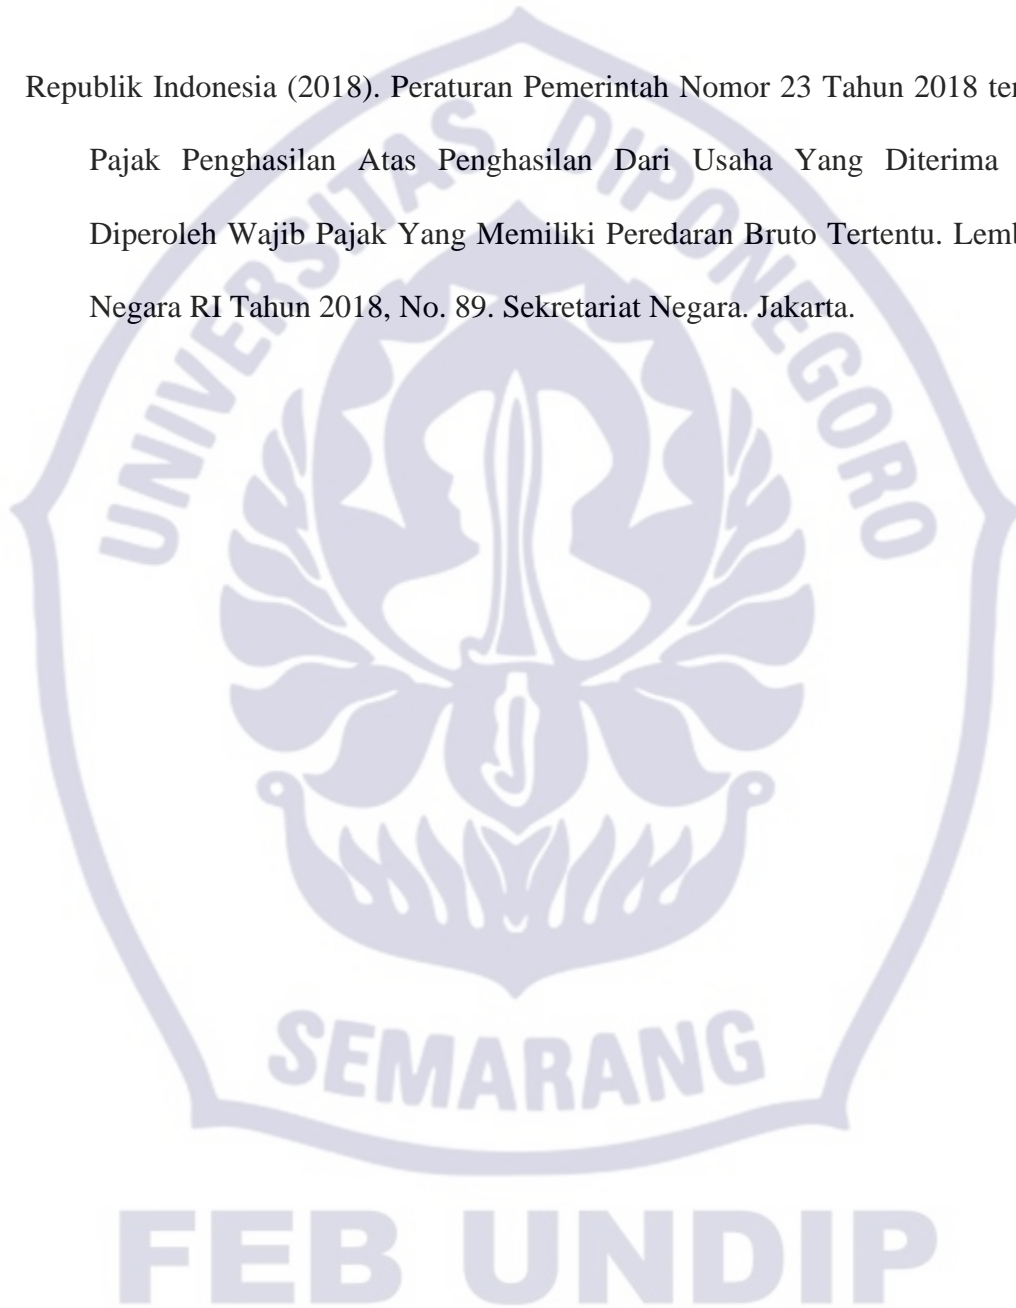 Republik Indonesia (2018). Peraturan Pemerintah Nomor 23 Tahun 2018
Pajak Penghasilan Atas Penghasilan Dari Usaha Yang Diterima
Diperoleh Wajib Pajak Yang Memiliki Peredaran Bruto Tertentu.
Negara RI Tahun 2018, No. 89. Sekretariat Negara. Jakarta.
UNIVERSITAS DIPONEGORO
SEMARANG
FEB UNDIP